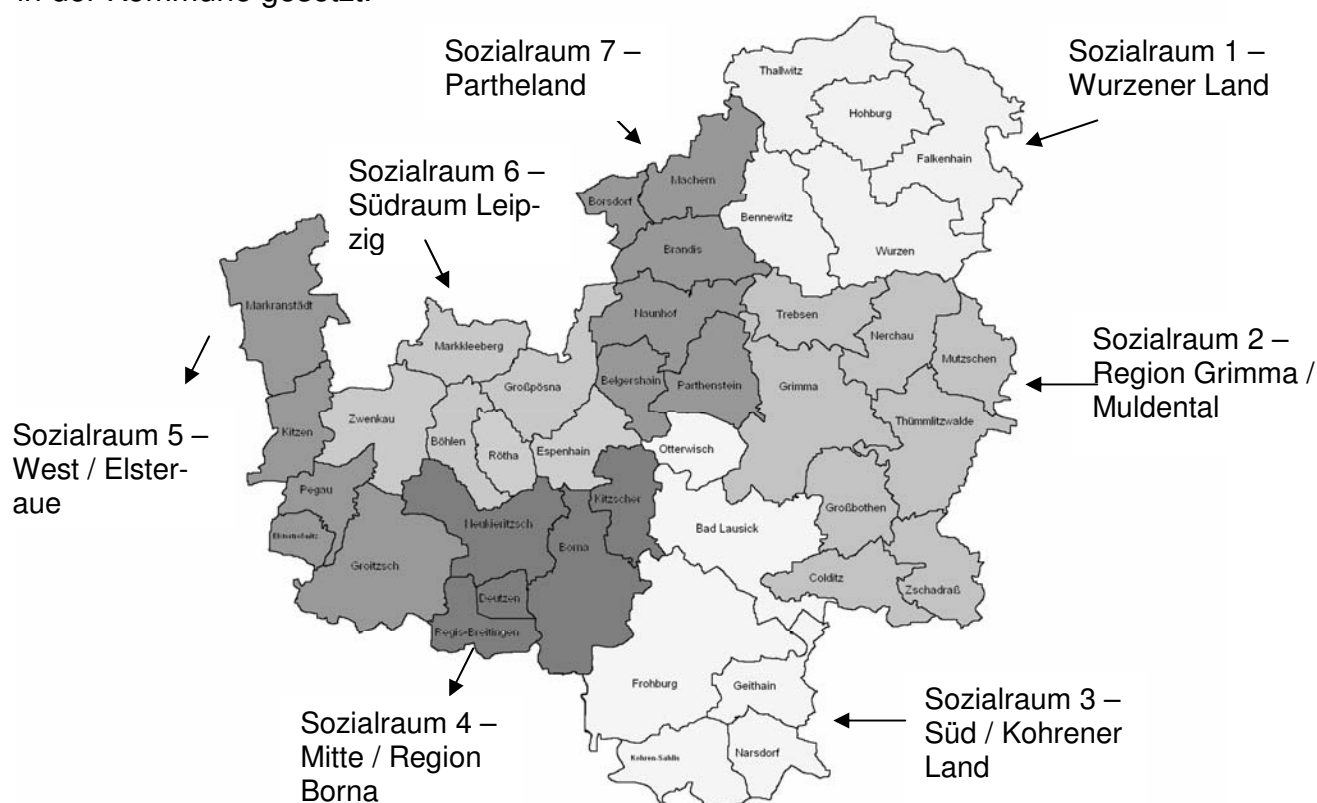 in der Kommune gesetzt.
Sozialraum 7 –
Partheland
Sozialraum 1 –
Wurzener Land
Sozialraum 6 –
Südraum Leip-
zig
Sozialraum 5 –
West / Elster-
aue
Sozialraum 2 –
Region Grimma /
Muldental
Sozialraum 4 –
Mitte / Region
Borna
Sozialraum 3 –
Süd / Kohrener
Land
Thallwitz
Hohburg
Falkenhain
Machern
Borsdorf
Bennewitz
Brandis
Wurzen
Markranstädt
Naunhof
Trebsen
Nerchau
Markkleeberg
Mutzschen
Großpösna
Belgershain
Parthenstein
Grimma
Kitzen
Zwenkau
Böhlen
Rötha
Espenhain
Otterwisch
Thümmlitzwalde
Pegau
Kitzscher
Großbothen
Neukieritzsch
Borna
Bad Lausick
Groitzsch
Colditz
Zschadraß
Deutzen
Regis-Breitingen
Frohburg
Geithain
Kohren-Sahlis
Narsdorf